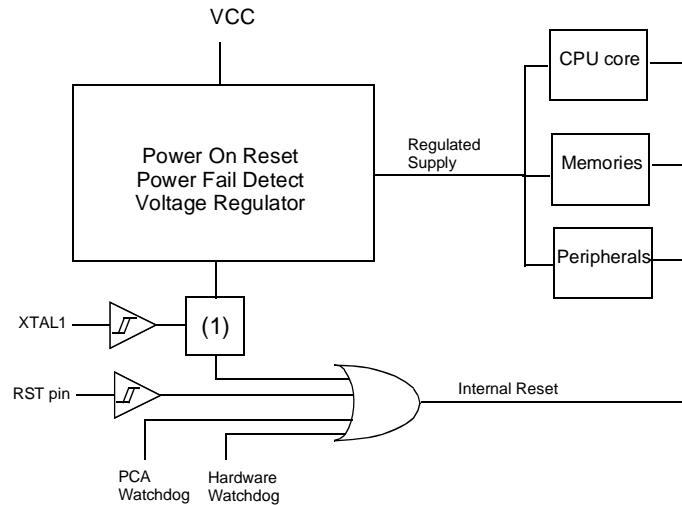 VCC
CPU core
Power On Reset
Power Fail Detect
Voltage Regulator
Regulated
Supply
Memories
Peripherals
XTAL1
(1)
RST pin
Internal Reset
PCA
Watchdog
Hardware
Watchdog